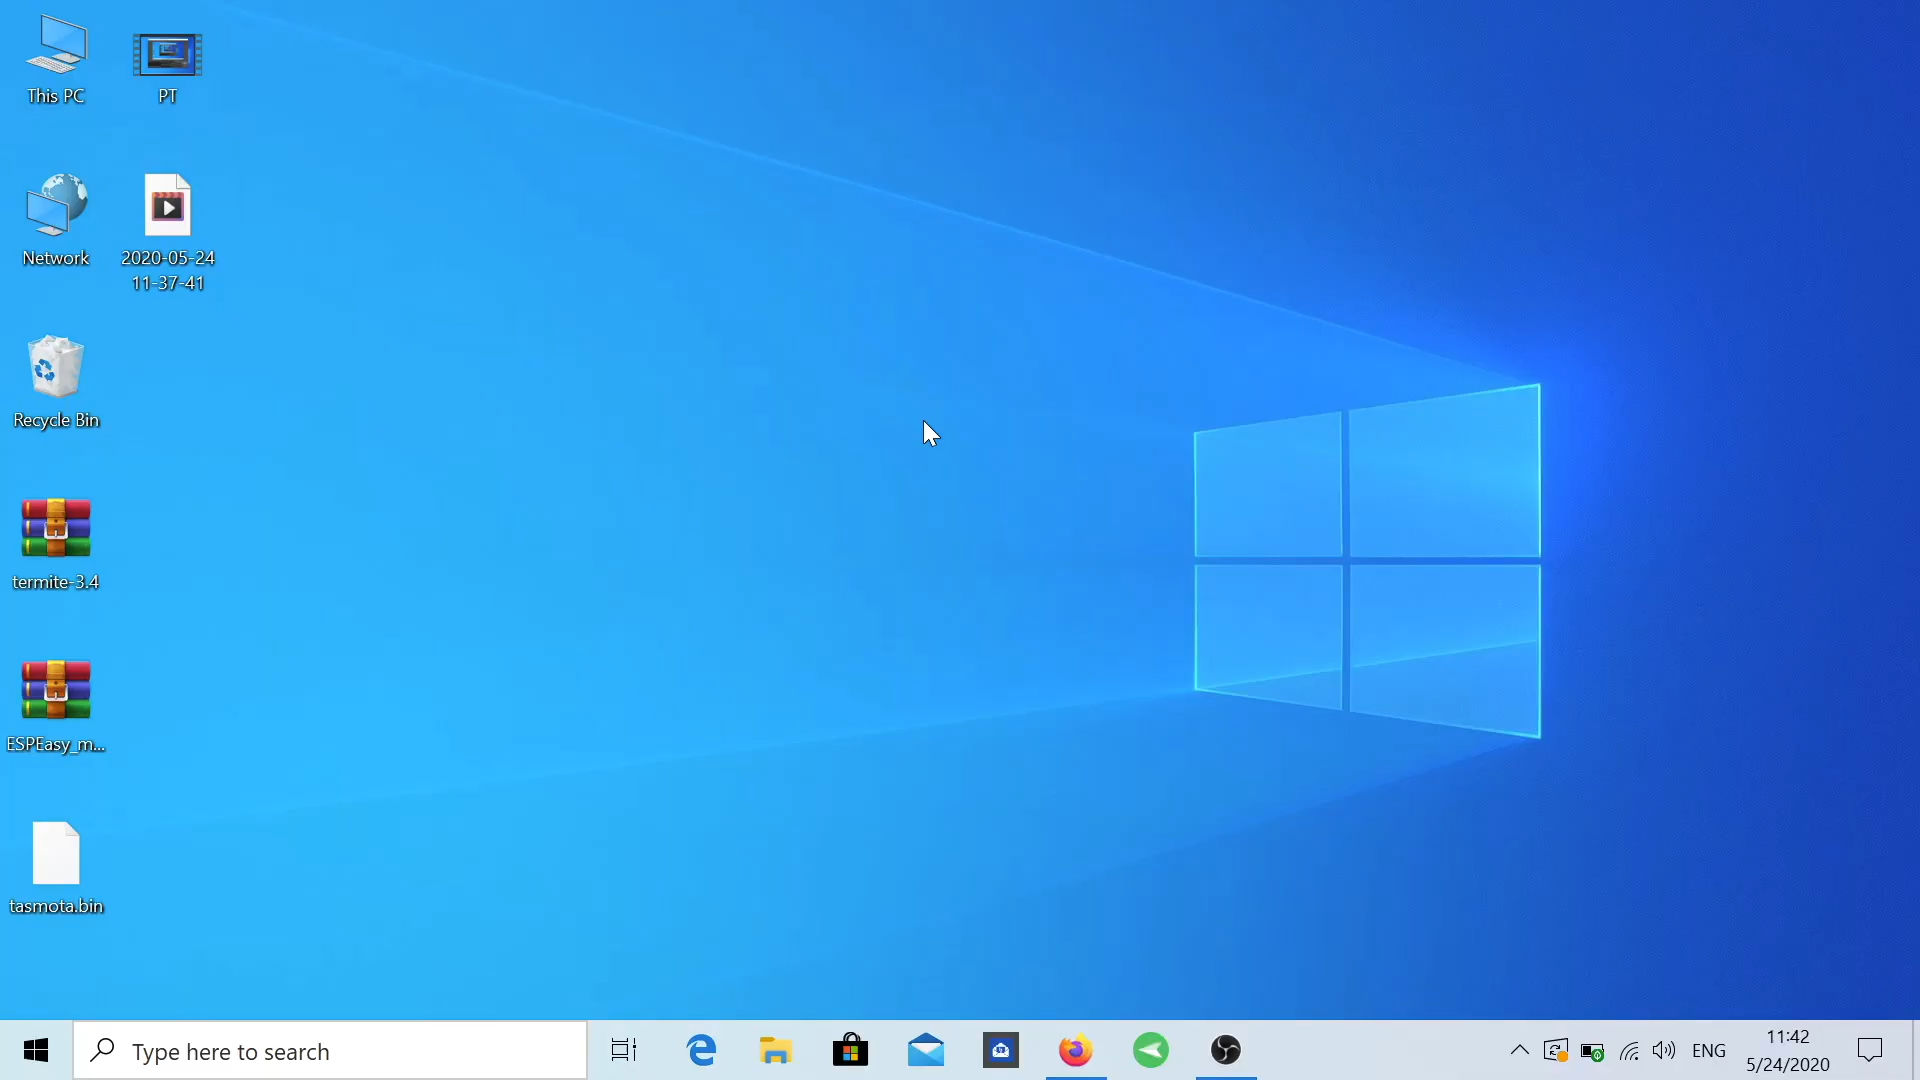 This PC
PT
Network
2020-05-24
11-37-41
Recycle Bin
termite-3.4
ESPEasy_m...
tasmota.bin
Type here to search
ENG
11:42
5/24/2020